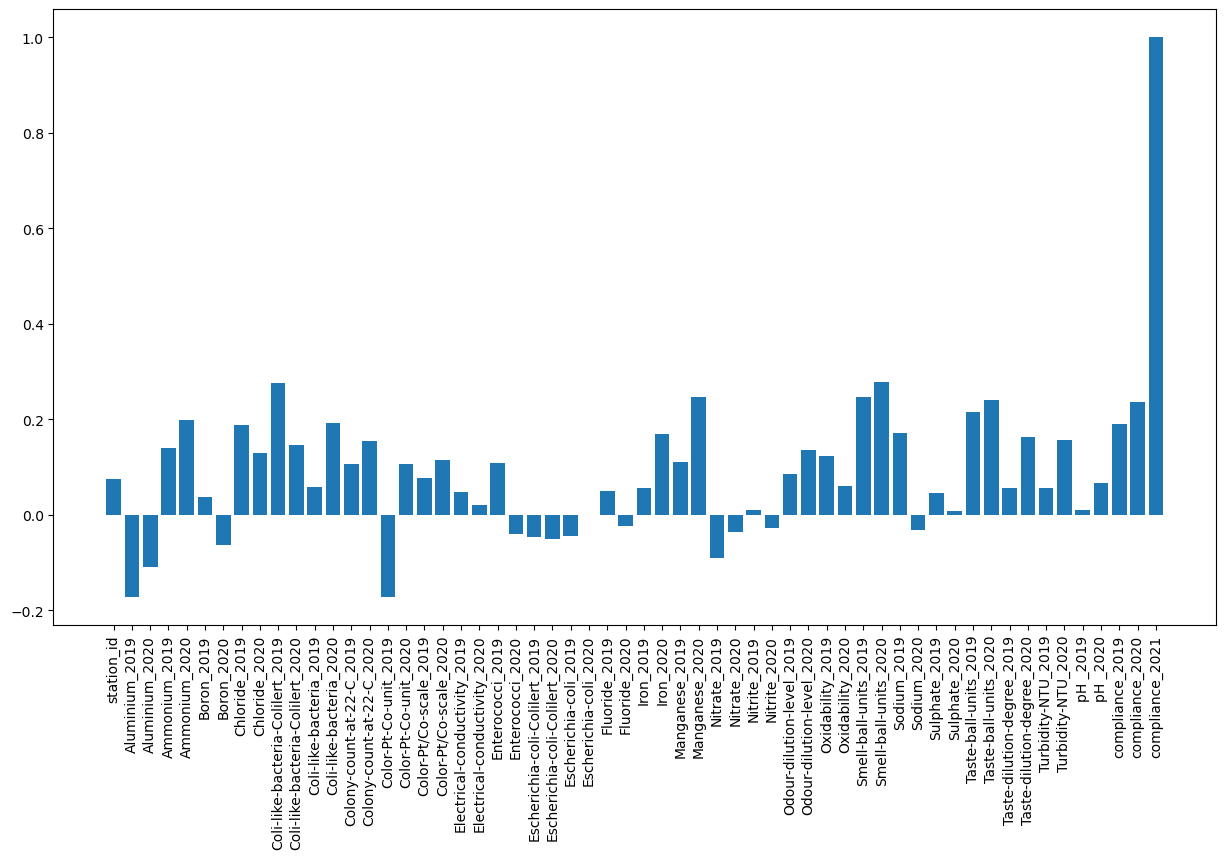 1.0
0.8
0.6
0.4
0.2
0.0
−0.2
station_id
Aluminium_2019
Aluminium_2020
Ammonium_2019
Ammonium_2020
Boron_2019
Boron_2020
Chloride_2019
Chloride_2020
Coli-like-bacteria-Colilert_2019
Coli-like-bacteria-Colilert_2020
Coli-like-bacteria_2019
Coli-like-bacteria_2020
Colony-count-at-22-C_2019
Colony-count-at-22-C_2020
Color-Pt-Co-unit_2019
Color-Pt-Co-unit_2020
Color-Pt/Co-scale_2019
Color-Pt/Co-scale_2020
Electrical-conductivity_2019
Electrical-conductivity_2020
Enterococci_2019
Enterococci_2020
Escherichia-coli-Colilert_2019
Escherichia-coli-Colilert_2020
Escherichia-coli_2019
Escherichia-coli_2020
Fluoride_2019
Fluoride_2020
Iron_2019
Iron_2020
Manganese_2019
Manganese_2020
Nitrate_2019
Nitrate_2020
Nitrite_2019
Nitrite_2020
Odour-dilution-level_2019
Odour-dilution-level_2020
Oxidability_2019
Oxidability_2020
Smell-ball-units_2019
Smell-ball-units_2020
Sodium_2019
Sodium_2020
Sulphate_2019
Sulphate_2020
Taste-ball-units_2019
Taste-ball-units_2020
Taste-dilution-degree_2019
Taste-dilution-degree_2020
Turbidity-NTU_2019
Turbidity-NTU_2020
pH _2019
pH _2020
compliance_2019
compliance_2020
compliance_2021